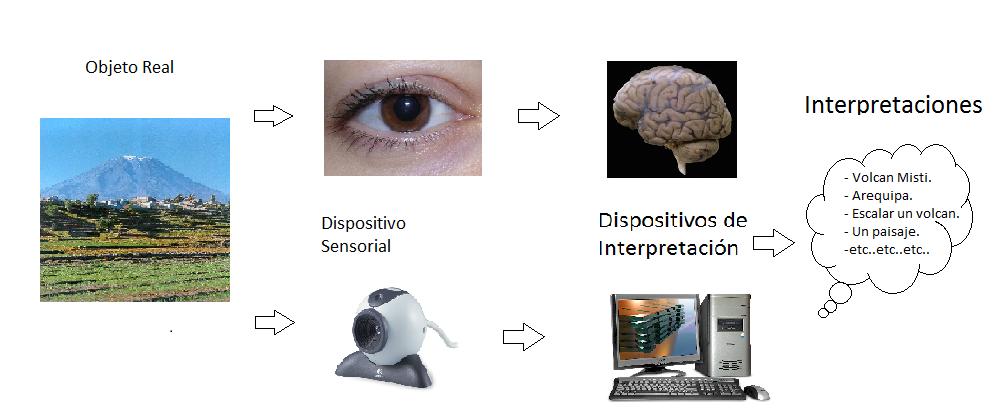 Objeto Real
Dispositivo
Sensorial
Dispositivos de
Interpretación
Interpretaciones
- Volcan Misti.
- Arequipa.
- Escalar un volcan.
- Un paisaje.
-etc..etc..etc..